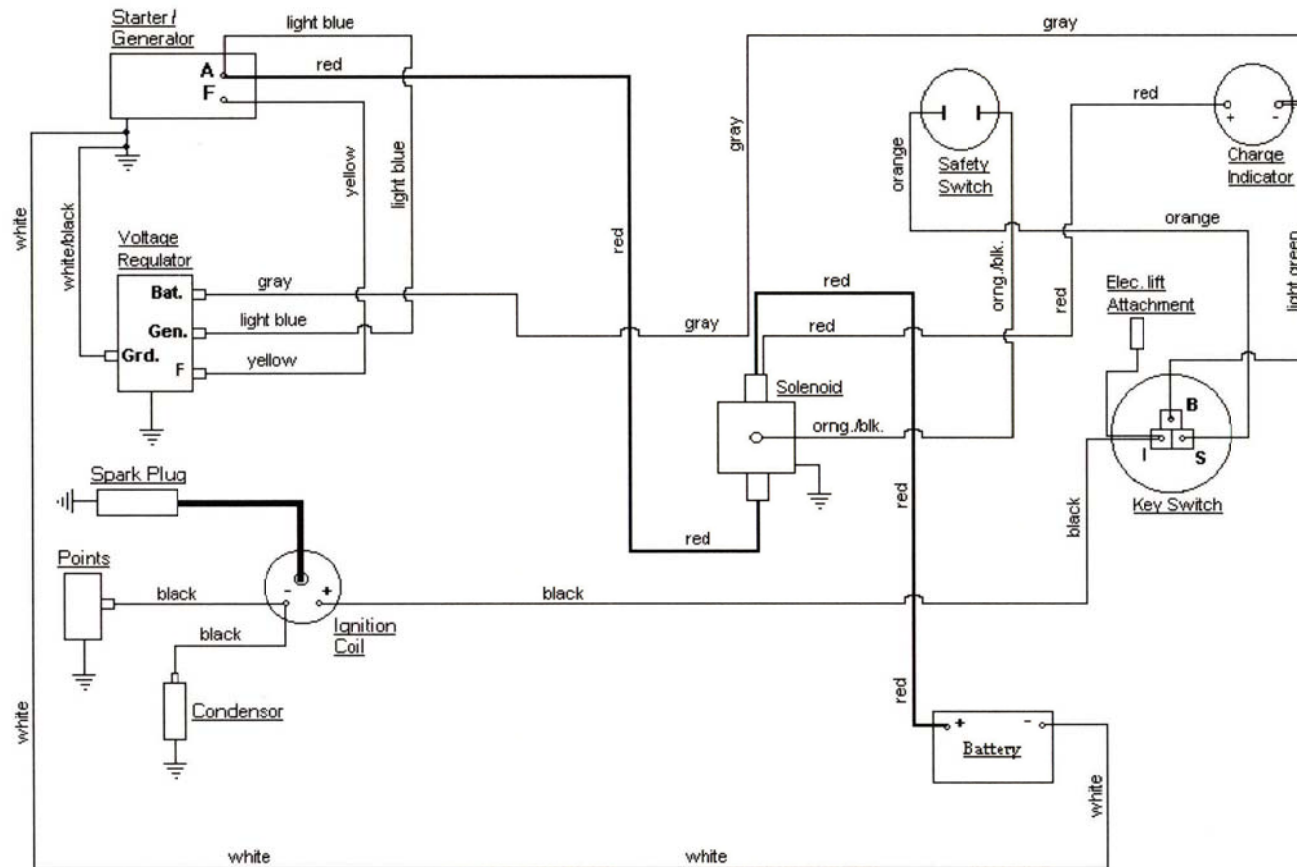 Starter/
Generator
light blue
red
A
F
gray
gray
red
+
-
Charge
Indicator
orange
Safety
Switch
orange
orng./blk.
light green
Elec. lift
Attachment
red
white
white/black
yellow
light blue
red
Voltage
Regulator
Bat.
gray
Gen.
light blue
Grd.
F
yellow
gray
red
red
Solenoid
orng./blk.
B
I
S
Key Switch
Spark Plug
red
red
black
Points
black
-
+
black
black
Ignition
Coil
Condensor
white
red
+
-
Battery
white
white
white